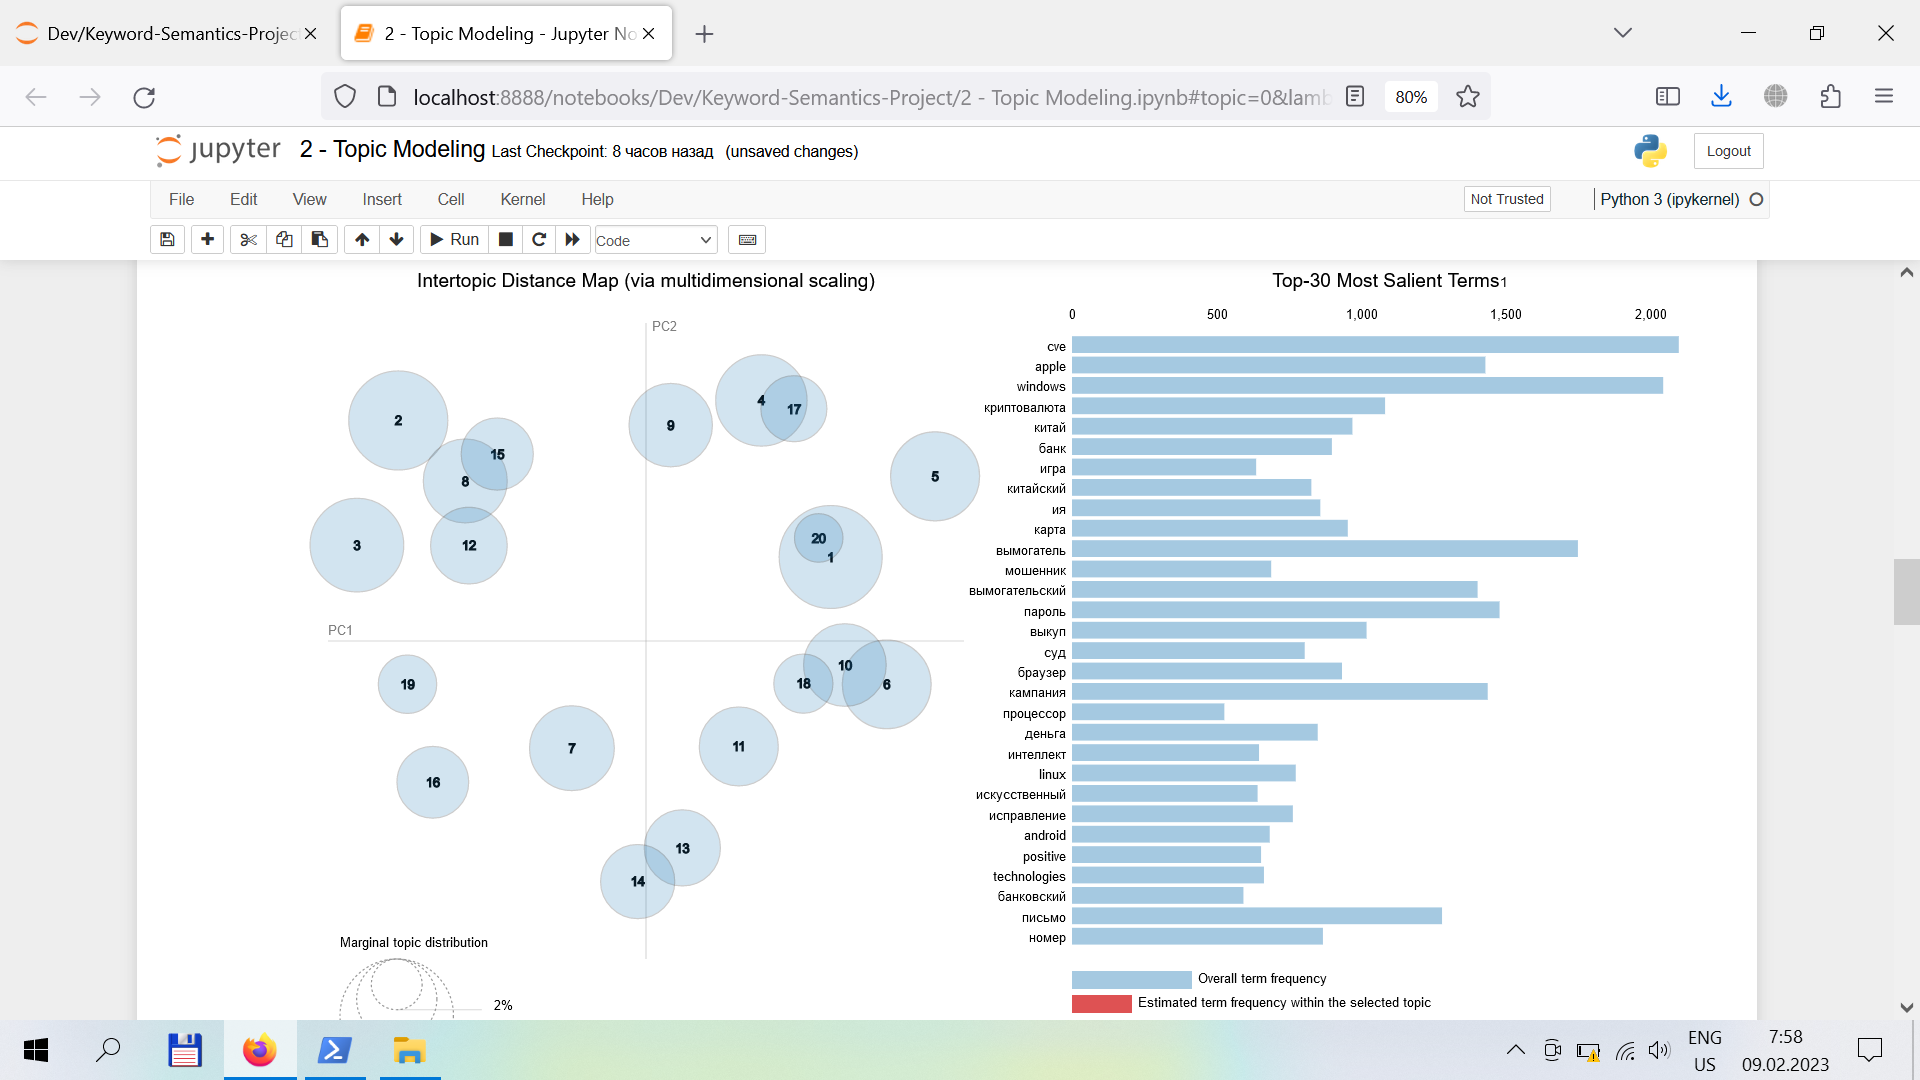 Dev/Keyword-Semantics-Project
2 - Topic Modeling - Jupyter No
localhost:8888/notebooks/Dev/Keyword-Semantics-Project/2 - Topic Modeling.ipynb#topic=0&lamb
80%
jupyter 2 - Topic Modeling Last Checkpoint: 8 часов назад (unsaved changes)
Logout
File Edit View Insert Cell Kernel Help
Not Trusted
Python 3 (ipykernel)
Run
Code
Intertopic Distance Map (via multidimensional scaling)
PC2
PC1
2
15
8
3
12
9
4
17
5
20
1
10
18
6
19
7
11
16
13
14
Marginal topic distribution
2%
Top-30 Most Salient Terms1
0 500 1,000 1,500 2,000
cve
apple
windows
криптовалюта
китай
банк
игра
китайский
ия
карта
вымогатель
мошенник
вымогательский
пароль
выкуп
суд
браузер
кампания
процессор
деньга
интеллект
linux
искусственный
исправление
android
positive
technologies
банковский
письмо
номер
Overall term frequency
Estimated term frequency within the selected topic
ENG
US
7:58
09.02.2023